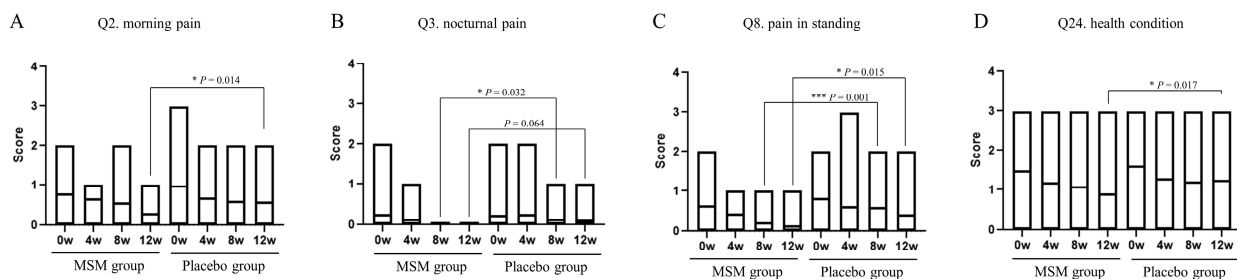 A
Q2. morning pain
Score
4
3
2
1
0
* P = 0.014
0w 4w 8w 12w 0w 4w 8w 12w
MSM group Placebo group
B
Q3. nocturnal pain
Score
4
3
2
1
0
* P = 0.032
P = 0.064
0w 4w 8w 12w 0w 4w 8w 12w
MSM group Placebo group
C
Q8. pain in standing
Score
4
3
2
1
0
* P = 0.015
*** P = 0.001
0w 4w 8w 12w 0w 4w 8w 12w
MSM group Placebo group
D
Q24. health condition
Score
4
3
2
1
0
* P = 0.017
0w 4w 8w 12w 0w 4w 8w 12w
MSM group Placebo group